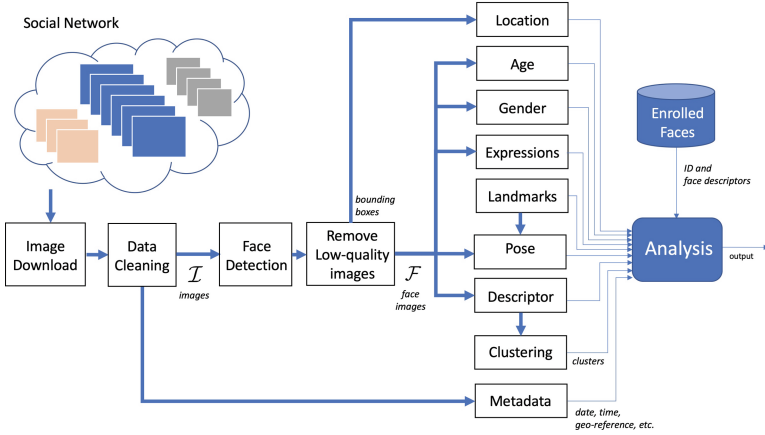 Social Network
Location
Age
Gender
Expressions
Landmarks
Pose
Descriptor
Clustering
Metadata
Enrolled
Faces
ID and
face descriptors
bounding
boxes
Image
Download
Data
Cleaning
ℐ
images
Face
Detection
Remove
Low-quality
images
ℱ
face
images
Analysis
output
clusters
date, time,
geo-reference, etc.